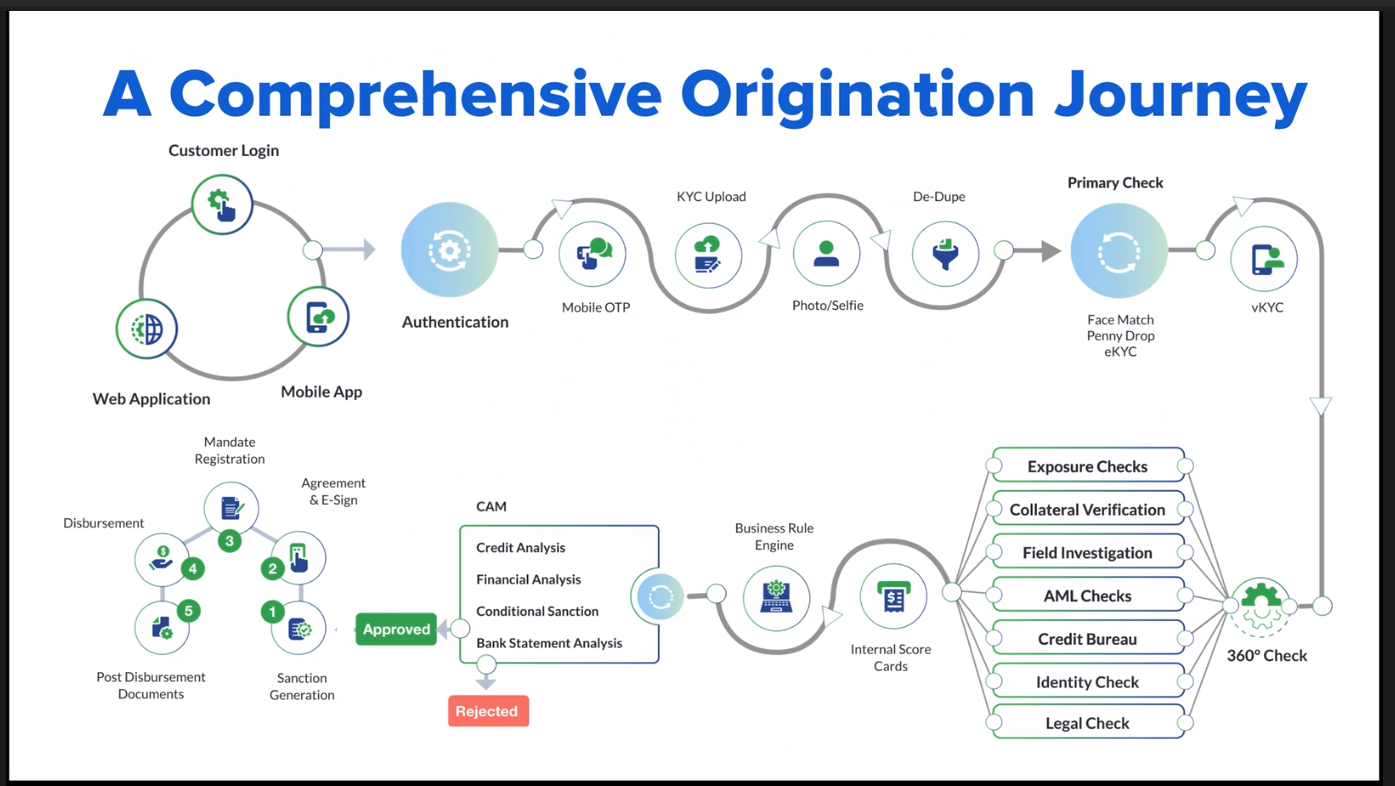 A Comprehensive Origination Journey
Customer Login
Web Application
Mobile App
Authentication
Mobile OTP
KYC Upload
Photo/Selfie
De-Dupe
Primary Check
Face Match
Penny Drop
eKYC
vKYC
360° Check
Exposure Checks
Collateral Verification
Field Investigation
AML Checks
Credit Bureau
Identity Check
Legal Check
Internal Score
Cards
Business Rule
Engine
CAM
Credit Analysis
Financial Analysis
Conditional Sanction
Bank Statement Analysis
Approved
Rejected
1
Sanction
Generation
2
Agreement
& E-Sign
3
Mandate
Registration
4
Disbursement
5
Post Disbursement
Documents